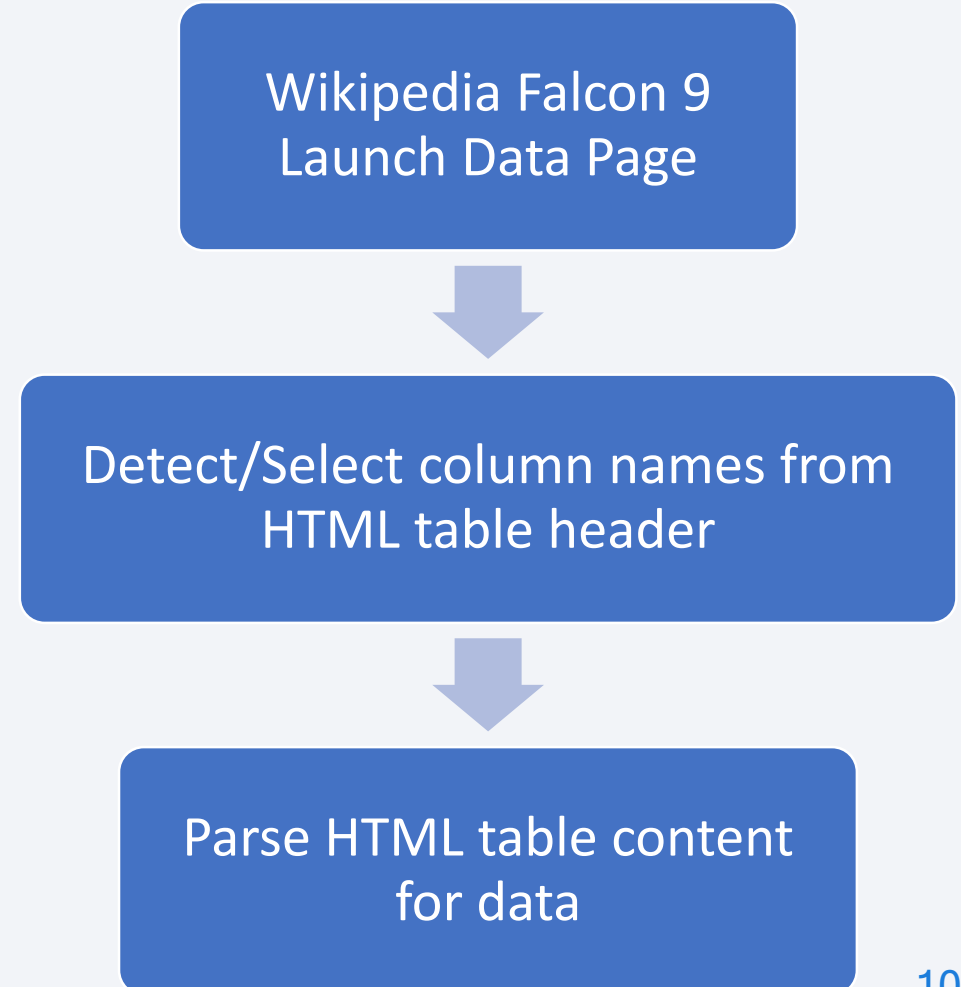 Wikipedia Falcon 9
Launch Data Page
Detect/Select column names from
HTML table header
Parse HTML table content
for data
10